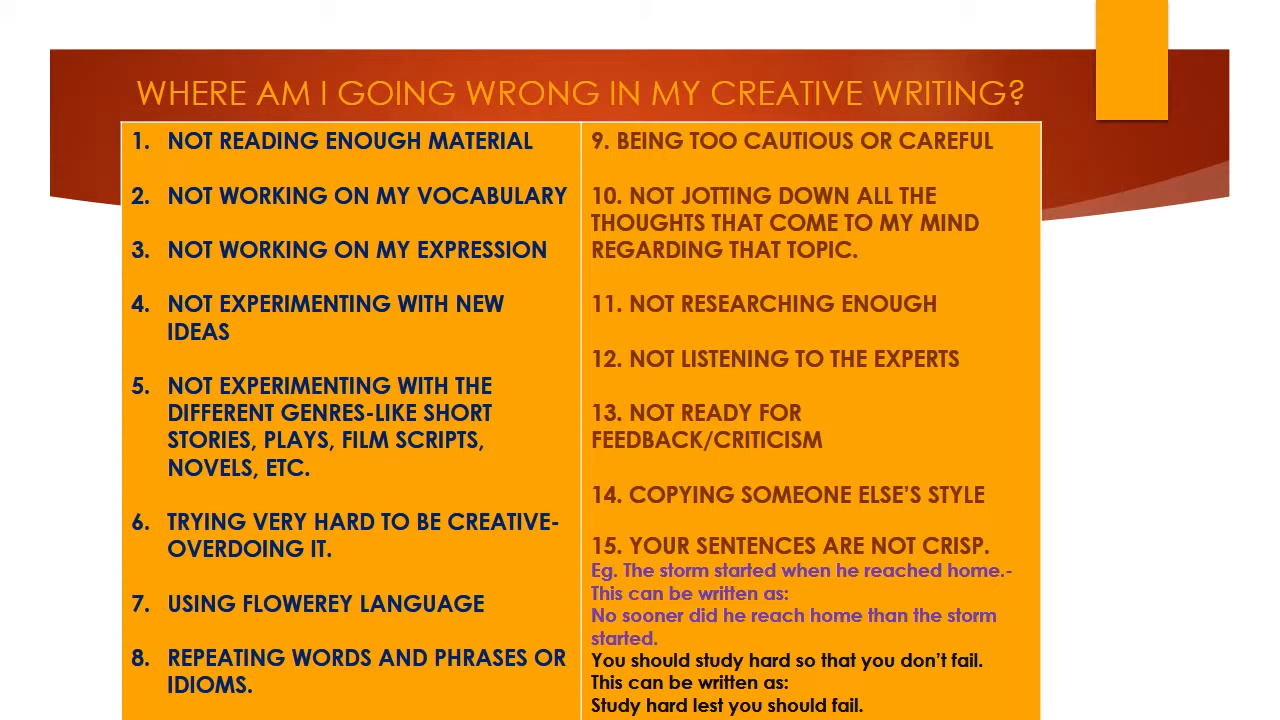 WHERE AM I GOING WRONG IN MY CREATIVE WRITING?
1. NOT READING ENOUGH MATERIAL
2. NOT WORKING ON MY VOCABULARY
3. NOT WORKING ON MY EXPRESSION
4. NOT EXPERIMENTING WITH NEW
IDEAS
5. NOT EXPERIMENTING WITH THE
DIFFERENT GENRES-LIKE SHORT
STORIES, PLAYS, FILM SCRIPTS,
NOVELS, ETC.
6. TRYING VERY HARD TO BE CREATIVE-
OVERDOING IT.
7. USING FLOWEREY LANGUAGE
8. REPEATING WORDS AND PHRASES OR
IDIOMS.
9. BEING TOO CAUTIOUS OR CAREFUL
10. NOT JOTTING DOWN ALL THE
THOUGHTS THAT COME TO MY MIND
REGARDING THAT TOPIC.
11. NOT RESEARCHING ENOUGH
12. NOT LISTENING TO THE EXPERTS
13. NOT READY FOR
FEEDBACK/CRITICISM
14. COPYING SOMEONE ELSE'S STYLE
15. YOUR SENTENCES ARE NOT CRISP.
Eg. The storm started when he reached home.-
This can be written as:
No sooner did he reach home than the storm
started.
You should study hard so that you don't fail.
This can be written as:
Study hard lest you should fail.